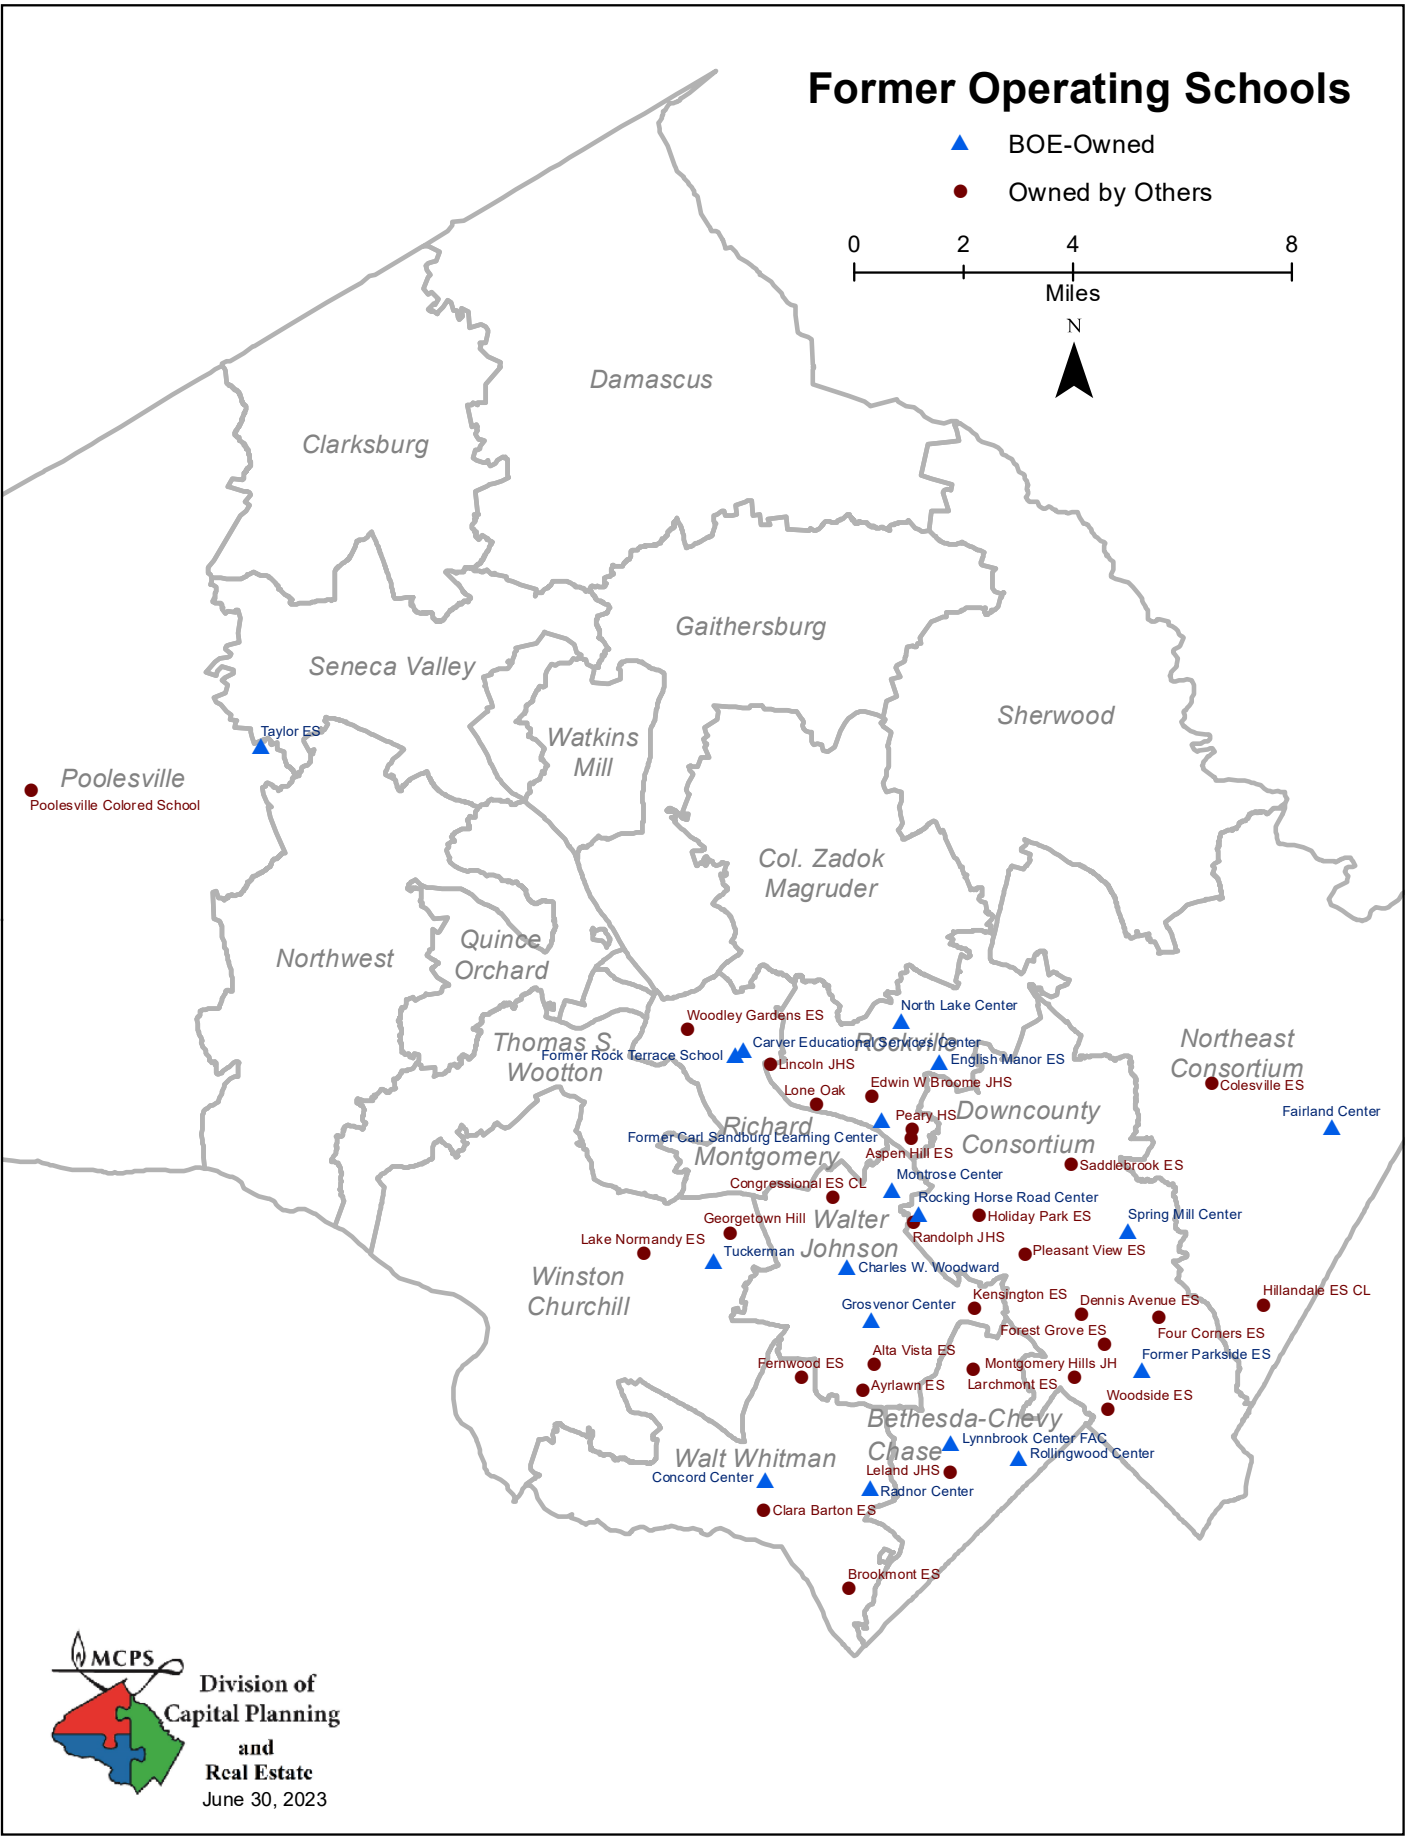 Former Operating Schools
BOE-Owned
Owned by Others
0 2 4 8
Miles
N
Damascus
Clarksburg
Gaithersburg
Seneca Valley
Sherwood
Taylor ES
Watkins
Mill
Poolesville
Poolesville Colored School
Col. Zadok
Magruder
Quince
Orchard
Northwest
North Lake Center
Woodley Gardens ES
Thomas S.
Wootton
Rockville
Carver Educational Services Center
Former Rock Terrace School
English Manor ES
Lincoln JHS
Northeast
Consortium
Colesville ES
Edwin W Broome JHS
Lone Oak
Fairland Center
Downcounty
Consortium
Peary HS
Richard
Montgomery
Former Carl Sandburg Learning Center
Aspen Hill ES
Saddlebrook ES
Montrose Center
Congressional ES CL
Rocking Horse Road Center
Georgetown Hill
Walter
Johnson
Holiday Park ES
Spring Mill Center
Randolph JHS
Lake Normandy ES
Tuckerman
Pleasant View ES
Charles W. Woodward
Winston
Churchill
Hillandale ES CL
Kensington ES
Dennis Avenue ES
Grosvenor Center
Forest Grove ES
Four Corners ES
Alta Vista ES
Former Parkside ES
Fernwood ES
Montgomery Hills JH
Ayrlawn ES
Larchmont ES
Woodside ES
Bethesda-Chevy
Chase
Lynnbrook Center FAC
Rollingwood Center
Walt Whitman
Leland JHS
Concord Center
Radnor Center
Clara Barton ES
Brookmont ES
MCPS
Division of
Capital Planning
and
Real Estate
June 30, 2023